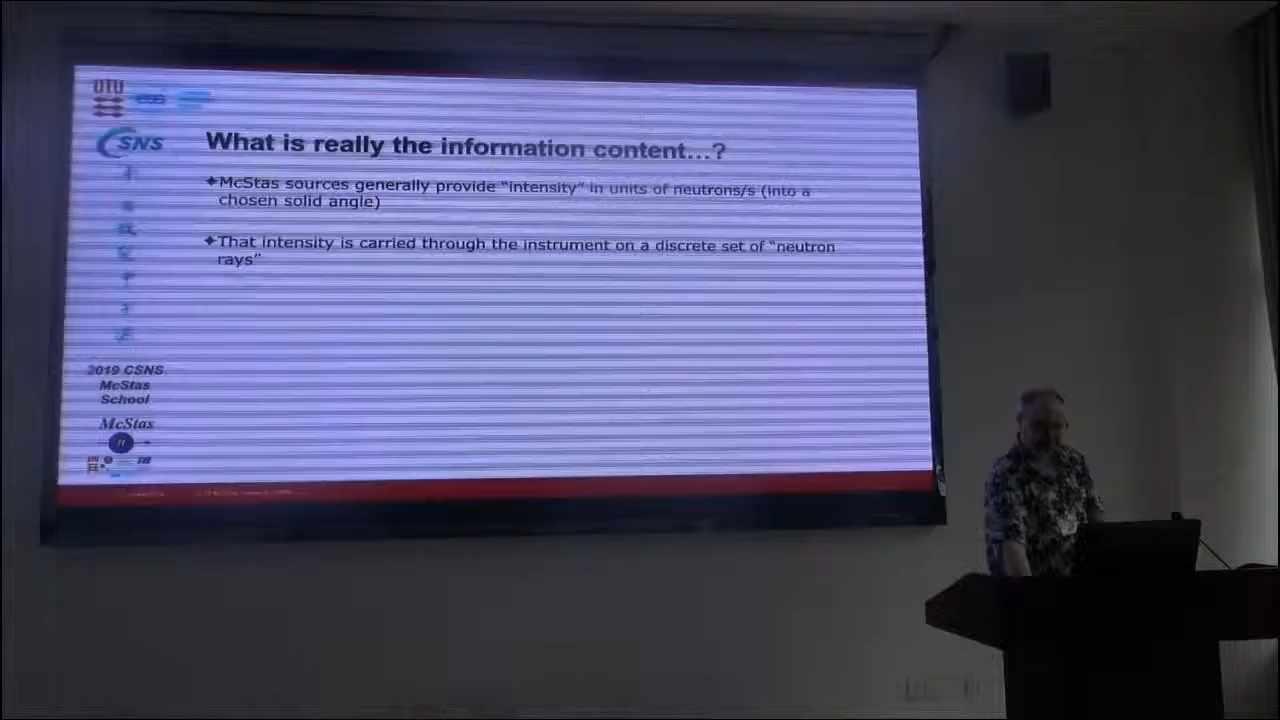 DTU
ess
CSNS
What is really the information content...?
✦McStas sources generally provide “intensity” in units of neutrons/s (into a
chosen solid angle)
✦That intensity is carried through the instrument on a discrete set of “neutron
rays”
2019 CSNS
McStas
School
McStas